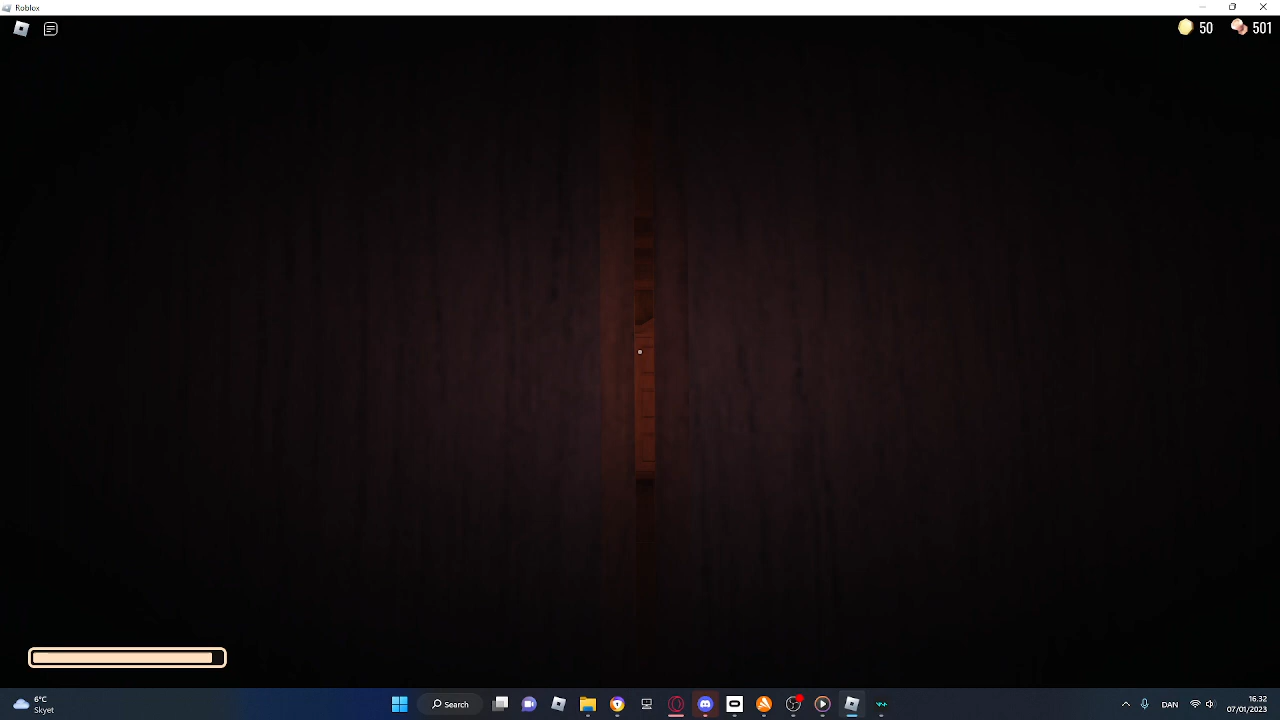 Roblox
50
501
6°C
Skyet
Search
DAN
16.32
07/01/2023